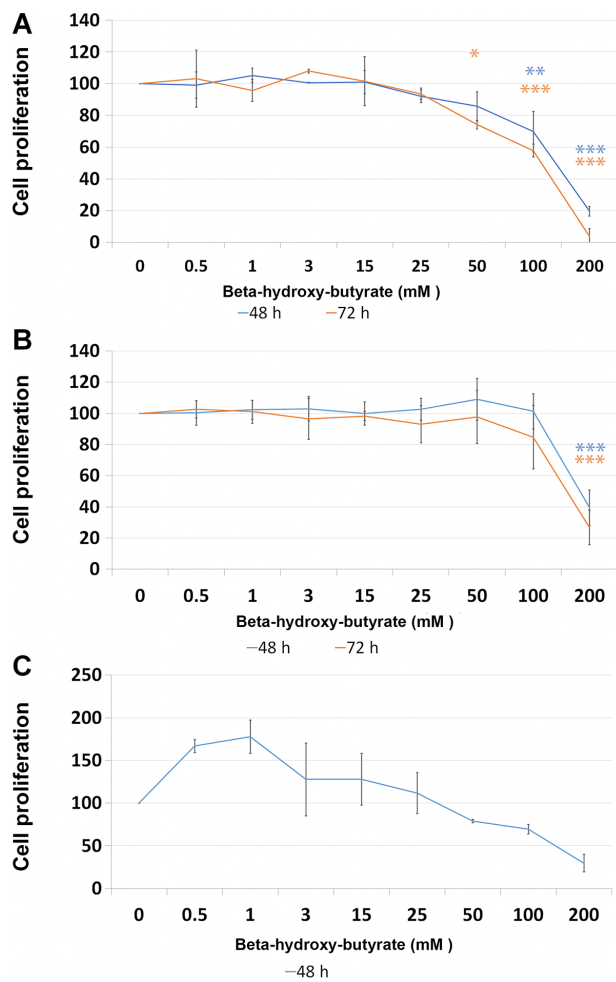 A
Cell proliferation
140
120
100
80
60
40
20
0
*
**
***
***
***
0 0.5 1 3 15 25 50 100 200
Beta-hydroxy-butyrate (mM )
48 h 72 h
B
Cell proliferation
140
120
100
80
60
40
20
0
***
***
0 0.5 1 3 15 25 50 100 200
Beta-hydroxy-butyrate (mM )
48 h 72 h
C
Cell proliferation
250
200
150
100
50
0
0 0.5 1 3 15 25 50 100 200
Beta-hydroxy-butyrate (mM )
48 h